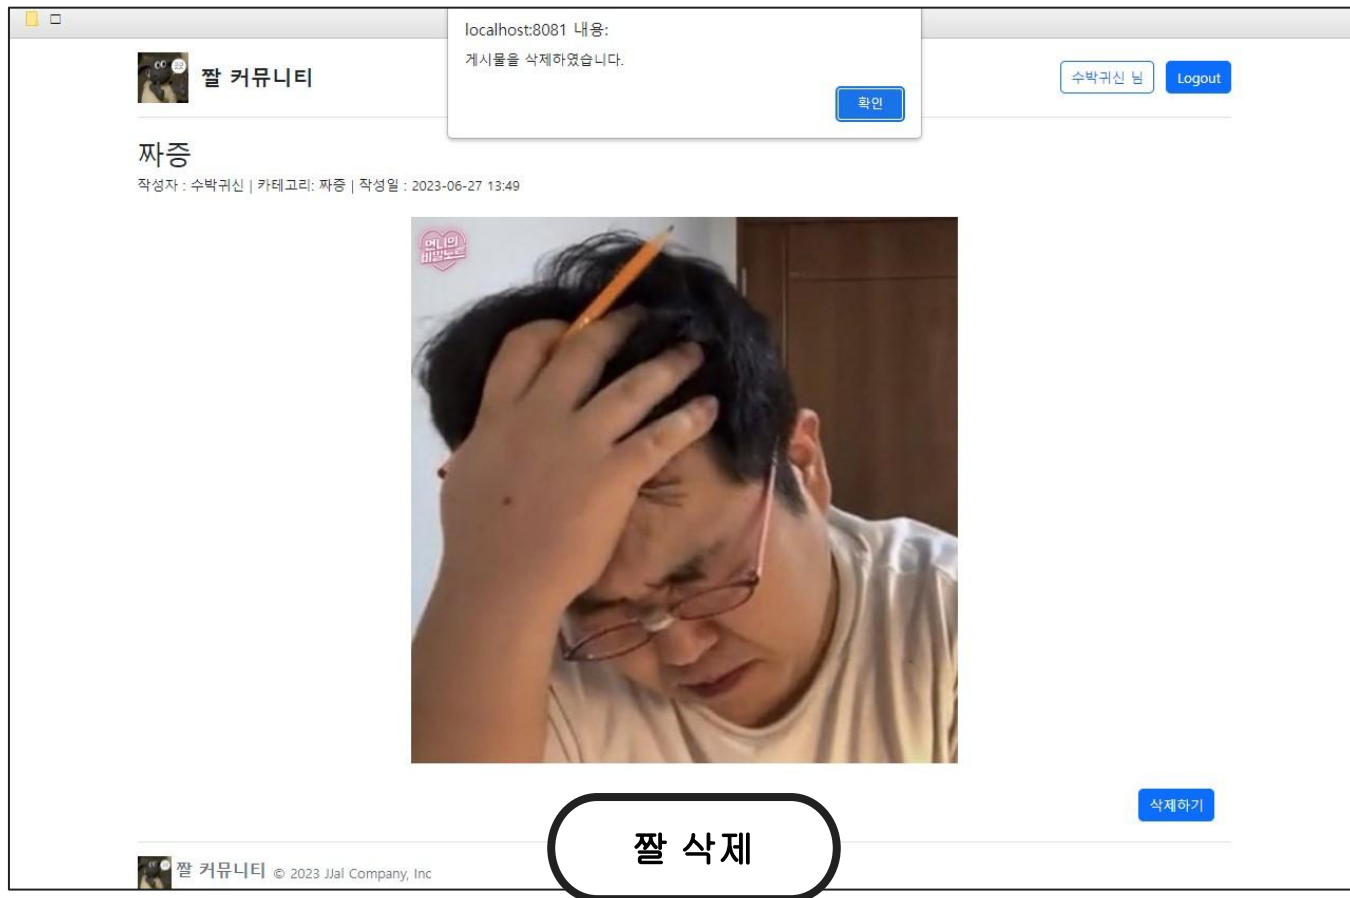 localhost:8081 내용:
게시물을 삭제하였습니다.
확인
짤 커뮤니티
수박귀신 님
Logout
짜증
작성자 : 수박귀신 | 카테고리: 짜증 | 작성일 : 2023-06-27 13:49
언니의
비밀노트
삭제하기
짤 삭제
짤 커뮤니티 © 2023 JJal Company, Inc